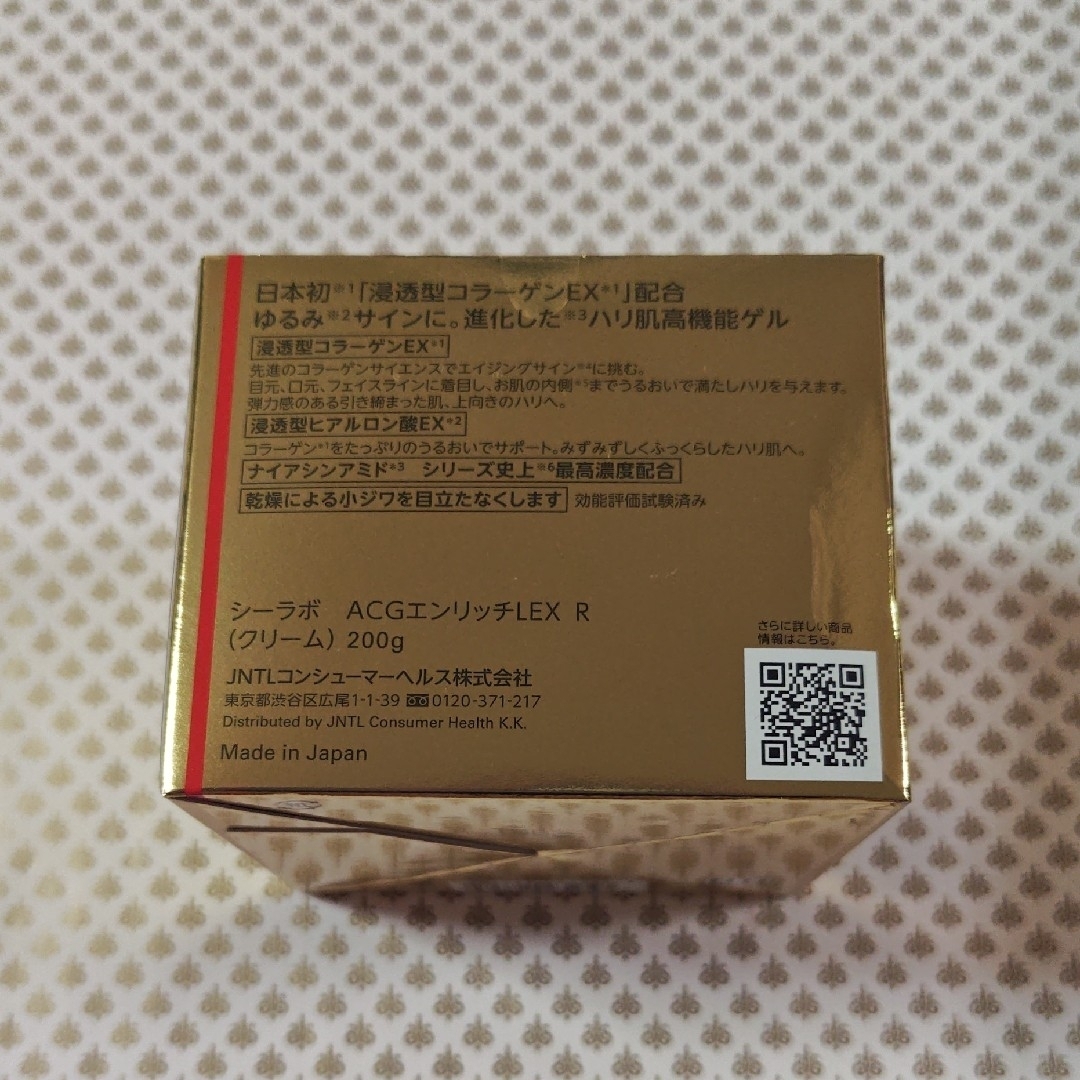 日本初※1「浸透型コラーゲンEX*1」配合
ゆるみ※2サインに。進化した※3ハリ肌高機能ゲル
浸透型コラーゲンEX*1
先進のコラーゲンサイエンスでエイジングサイン※4に挑む。
目元、口元、フェイスラインに着目し、お肌の内側※5までうるおいで満たしハリを与えます。
弾力感のある引き締まった肌、上向きのハリへ。
浸透型ヒアルロン酸EX*2
コラーゲン*1をたっぷりのうるおいでサポート。みずみずしくふっくらしたハリ肌へ。
ナイアシンアミド*3 シリーズ史上※6最高濃度配合
乾燥による小ジワを目立たなくします 効能評価試験済み
シーラボ ACGエンリッチLEX R
(クリーム) 200g
JNTLコンシューマーヘルス株式会社
東京都渋谷区広尾1-1-39 0120-371-217
Distributed by JNTL Consumer Health K.K.
Made in Japan
さらに詳しい商品
情報はこちら。